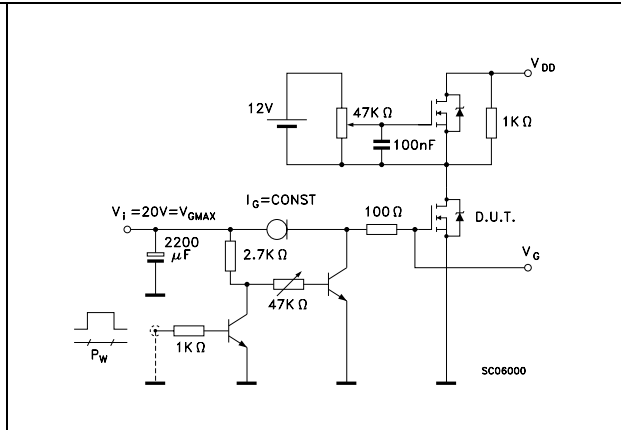 V_DD
12V
47KΩ
100nF
1KΩ
I_G=CONST
V_i=20V=V_GMAX
100Ω
D.U.T.
2200
μF
2.7KΩ
V_G
47KΩ
1KΩ
P_W
SC06000